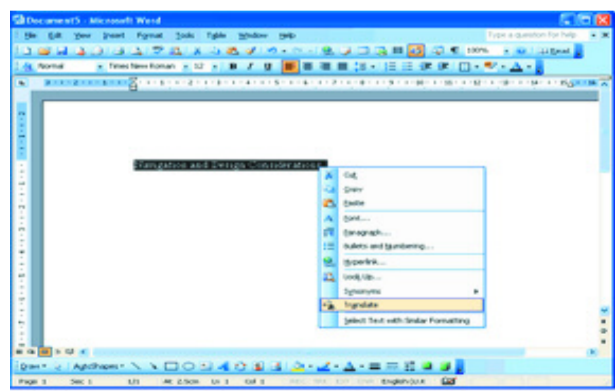 Document5 - Microsoft Word
File Edit View Insert Format Tools Table Window Help Type a question for help
100% Read
Normal Times New Roman 12 B I U
Navigation and Design Considerations
Cut
Copy
Paste
Font...
Paragraph...
Bullets and Numbering...
Hyperlink...
Look Up...
Synonyms
Translate
Select Text with Similar Formatting
Draw AutoShapes
Page 1 Sec 1 1/1 At 2.5cm Ln 1 Col 1 English (U.K